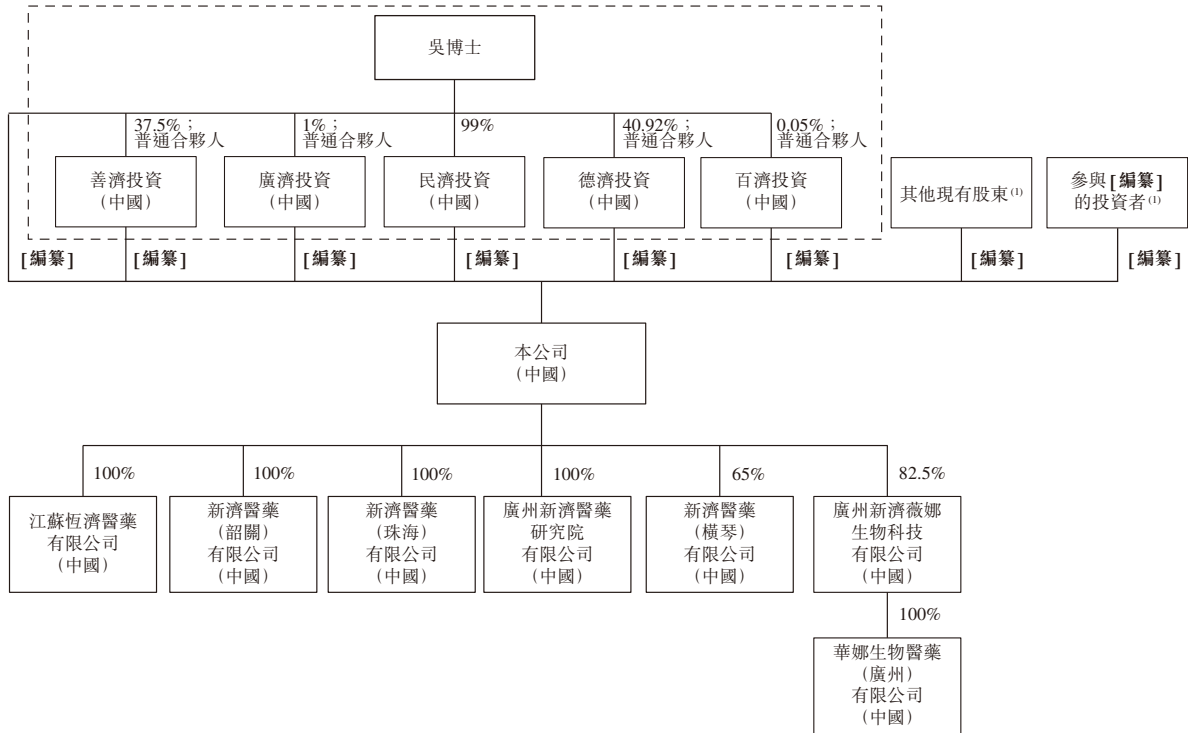 吳博士
37.5%；
普通合夥人
1%；
普通合夥人
99%
40.92%；
普通合夥人
0.05%；
普通合夥人
善濟投資
（中國）
廣濟投資
（中國）
民濟投資
（中國）
德濟投資
（中國）
百濟投資
（中國）
其他現有股東(1)
參與[編纂]
的投資者(1)
[編纂]
[編纂]
[編纂]
[編纂]
[編纂]
[編纂]
[編纂]
[編纂]
本公司
（中國）
100%
100%
100%
100%
65%
82.5%
江蘇恆濟醫藥
有限公司
（中國）
新濟醫藥
（韶關）
有限公司
（中國）
新濟醫藥
（珠海）
有限公司
（中國）
廣州新濟醫藥
研究院
有限公司
（中國）
新濟醫藥
（橫琴）
有限公司
（中國）
廣州新濟薇娜
生物科技
有限公司
（中國）
100%
華娜生物醫藥
（廣州）
有限公司
（中國）